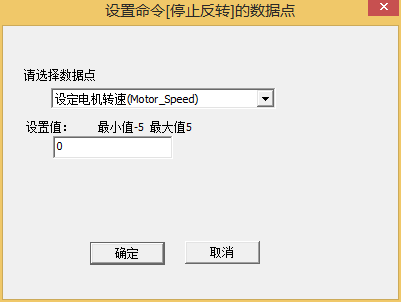 设置命令[停止反转]的数据点
请选择数据点
设定电机转速(Motor_Speed)
设置值： 最小值-5 最大值5
0
确定 取消